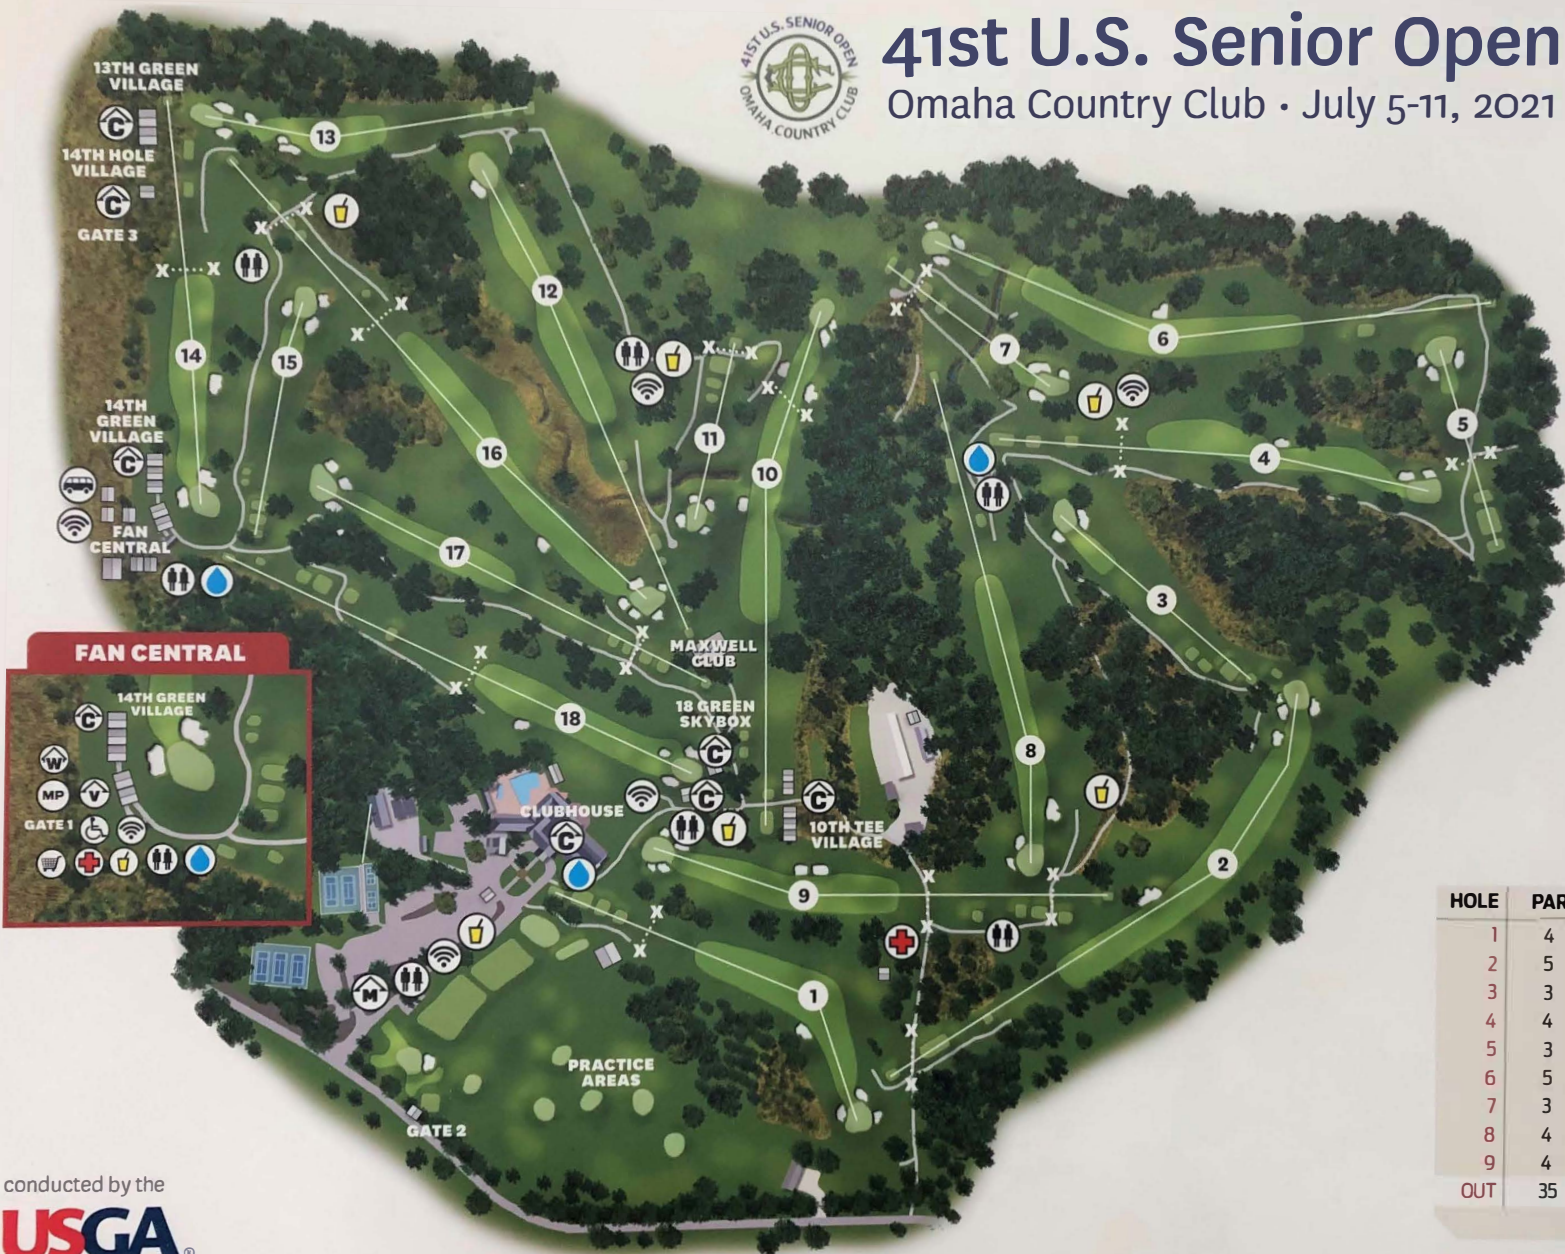 41ST U.S. SENIOR OPEN
OMAHA COUNTRY CLUB
41st U.S. Senior Open
Omaha Country Club • July 5-11, 2021
13TH GREEN
VILLAGE
C
14TH HOLE
VILLAGE
C
GATE 3
13
12
14
15
16
11
10
7
6
5
4
3
14TH
GREEN
VILLAGE
C
FAN
CENTRAL
17
MAXWELL
CLUB
18 GREEN
SKYBOX
C
18
8
C
C
10TH TEE
VILLAGE
CLUBHOUSE
C
9
2
1
M
PRACTICE
AREAS
GATE 2
FAN CENTRAL
14TH GREEN
VILLAGE
C
W
MP
V
GATE 1
HOLE PAR
1 4
2 5
3 3
4 4
5 3
6 5
7 3
8 4
9 4
OUT 35
conducted by the
USGA®